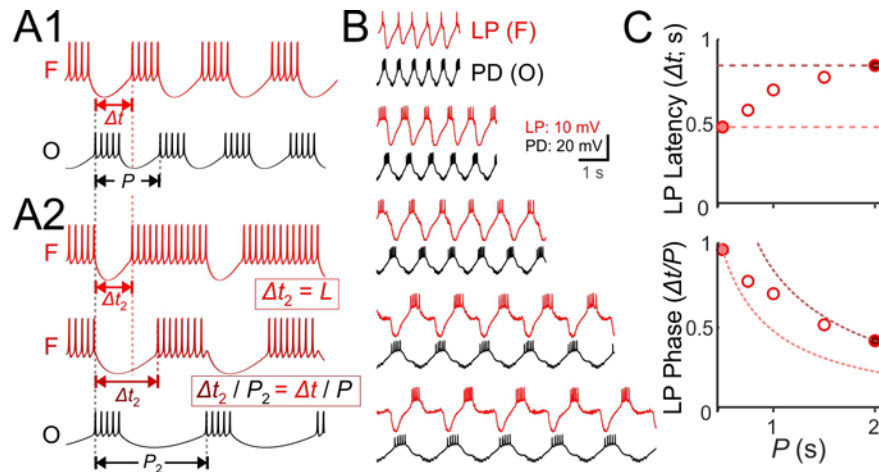 A1
F
Δt
O
P
A2
F
Δt₂
Δt₂ = L
F
Δt₂
Δt₂ / P₂ = Δt / P
O
P₂
B
LP (F)
PD (O)
LP: 10 mV
PD: 20 mV
1 s
C
LP Latency (Δt; s)
1
0.5
0
LP Phase (Δt/P)
1
0.5
0
1
2
P (s)